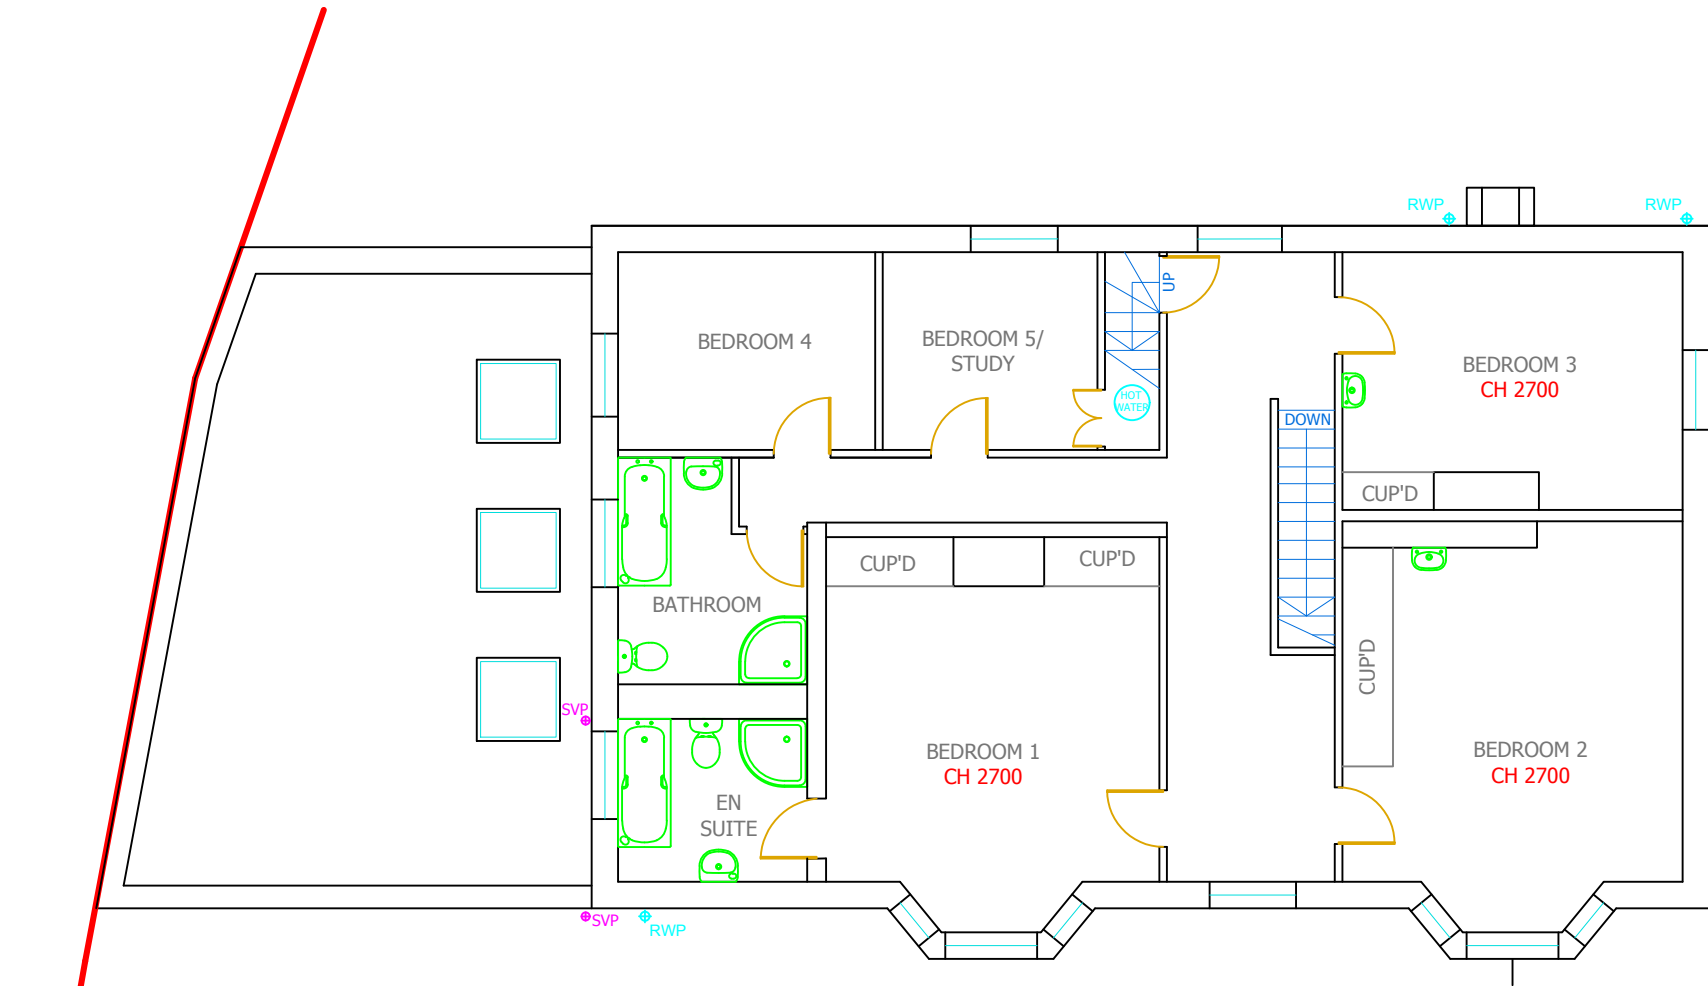 RWP
RWP
UP
BEDROOM 4
BEDROOM 5/
STUDY
BEDROOM 3
CH 2700
HOT
WATER
DOWN
CUP'D
CUP'D
CUP'D
BATHROOM
CUP'D
SVP
BEDROOM 1
CH 2700
BEDROOM 2
CH 2700
EN
SUITE
SVP
RWP